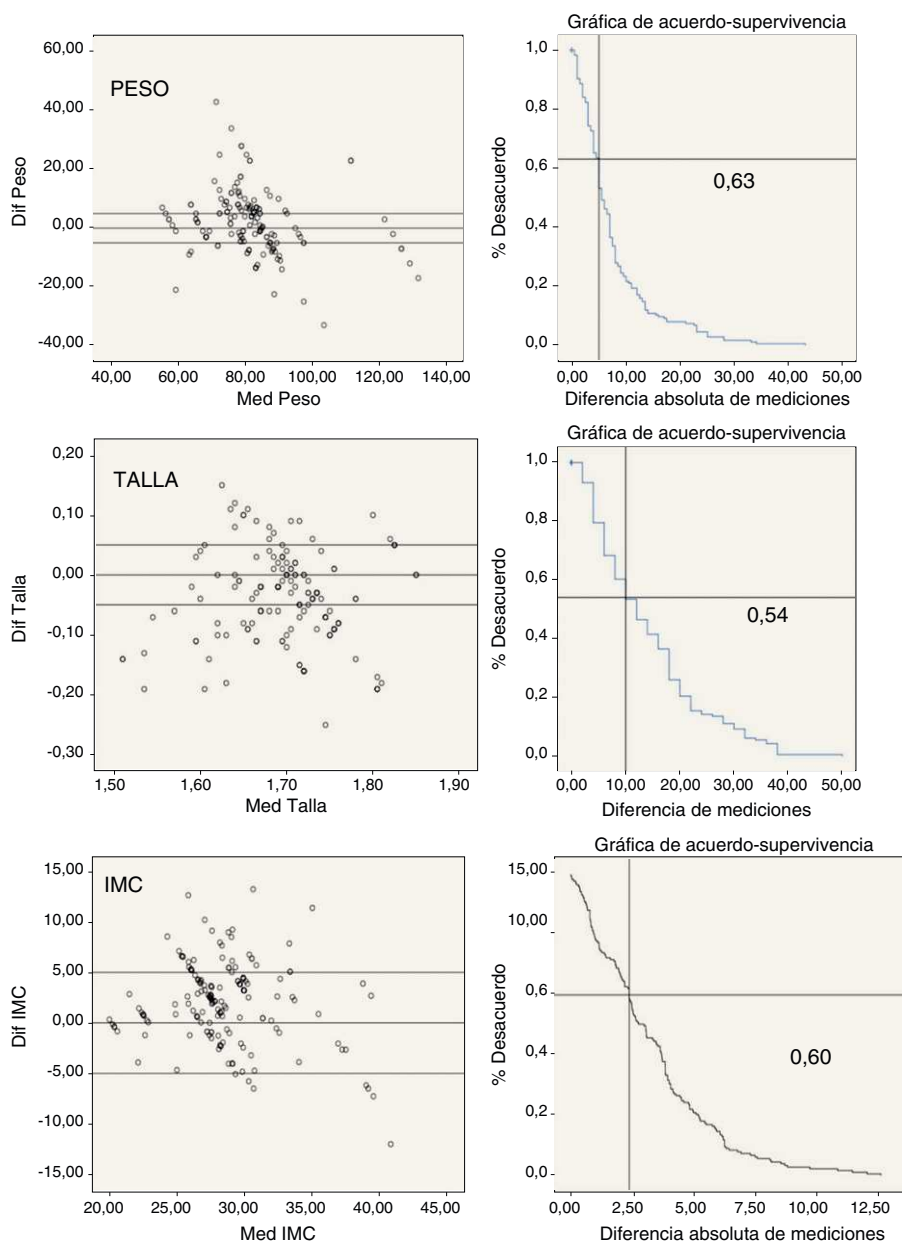 Gráfica de acuerdo-supervivencia
60,00
40,00
20,00
0,00
-20,00
-40,00
Dif Peso
PESO
40,00 60,00 80,00 100,00 120,00 140,00
Med Peso
1,0
0,8
0,6
0,4
0,2
0,0
% Desacuerdo
0,63
0,00 10,00 20,00 30,00 40,00 50,00
Diferencia absoluta de mediciones
0,20
0,10
0,00
-0,10
-0,20
-0,30
Dif Talla
TALLA
1,50 1,60 1,70 1,80 1,90
Med Talla
Gráfica de acuerdo-supervivencia
1,0
0,8
0,6
0,4
0,2
0,0
% Desacuerdo
0,54
0,00 10,00 20,00 30,00 40,00 50,00
Diferencia de mediciones
15,00
10,00
5,00
0,00
-5,00
-10,00
-15,00
Dif IMC
IMC
20,00 25,00 30,00 35,00 40,00 45,00
Med IMC
Gráfica de acuerdo-supervivencia
15,00
10,00
0,6
0,4
0,2
0,0
% Desacuerdo
0,60
0,00 2,50 5,00 7,50 10,00 12,50
Diferencia absoluta de mediciones